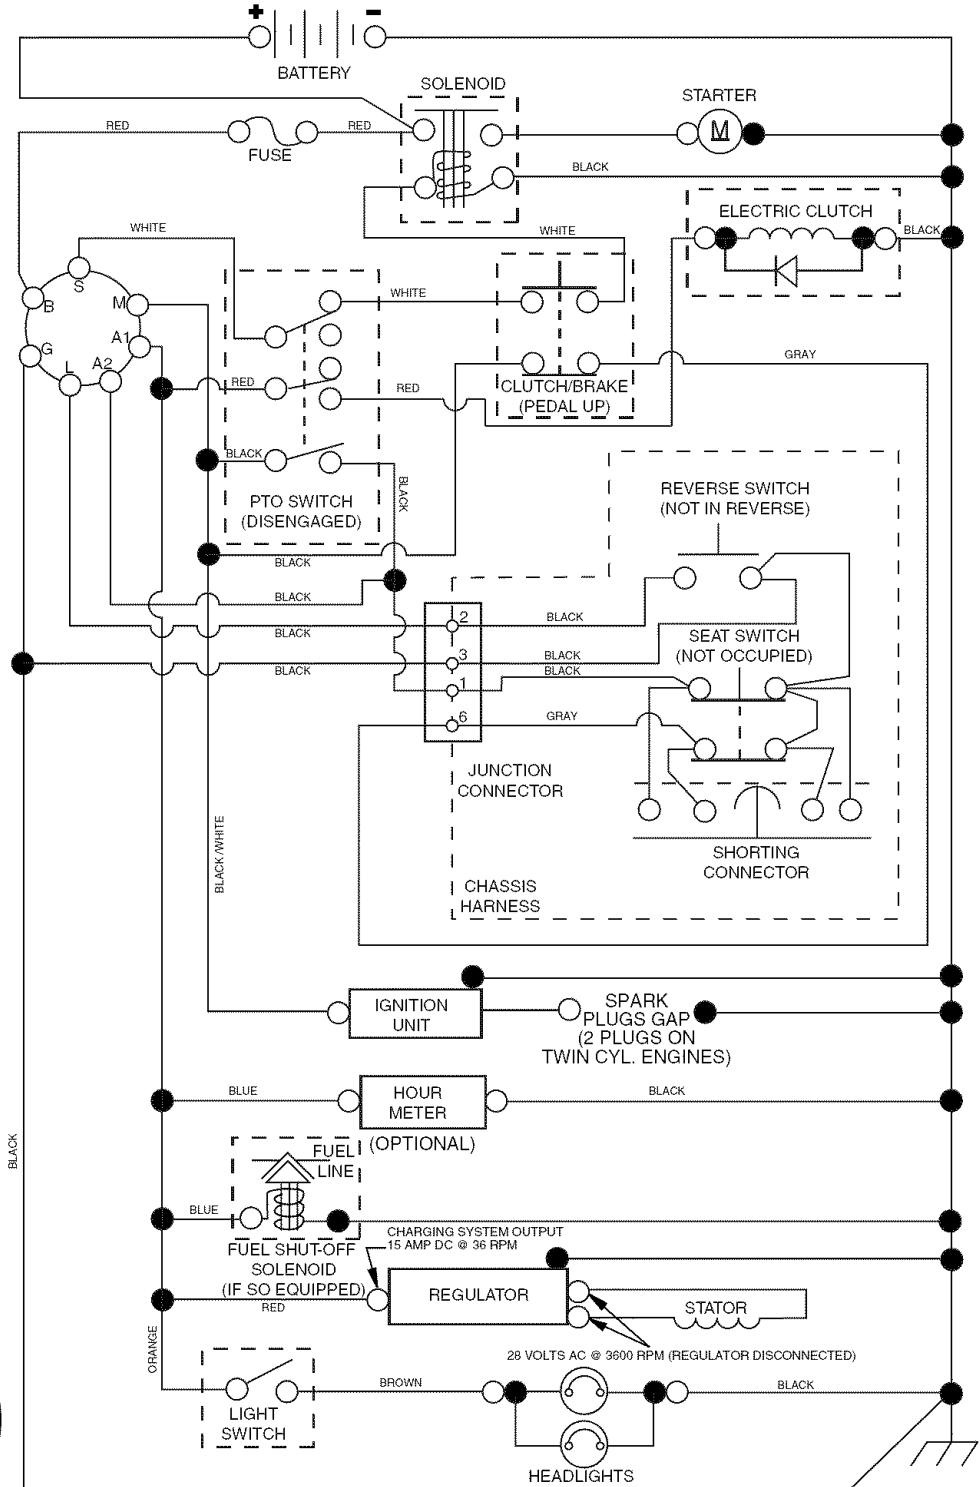 + -
BATTERY
SOLENOID
STARTER
RED
RED
M
FUSE
BLACK
ELECTRIC CLUTCH
WHITE
WHITE
BLACK
S
B
M
WHITE
A1
G
A2
L
GRAY
RED
RED
CLUTCH/BRAKE
(PEDAL UP)
BLACK
BLACK
PTO SWITCH
(DISENGAGED)
REVERSE SWITCH
(NOT IN REVERSE)
BLACK
BLACK
2
BLACK
BLACK
SEAT SWITCH
(NOT OCCUPIED)
3
BLACK
BLACK
BLACK
1
6
GRAY
JUNCTION
CONNECTOR
BLACK/WHITE
SHORTING
CONNECTOR
CHASSIS
HARNESS
IGNITION
UNIT
SPARK
PLUGS GAP
(2 PLUGS ON
TWIN CYL. ENGINES)
BLUE
HOUR
METER
BLACK
(OPTIONAL)
BLACK
FUEL
LINE
BLUE
CHARGING SYSTEM OUTPUT
15 AMP DC @ 36 RPM
FUEL SHUT-OFF
SOLENOID
(IF SO EQUIPPED)
RED
REGULATOR
STATOR
ORANGE
28 VOLTS AC @ 3600 RPM (REGULATOR DISCONNECTED)
BROWN
BLACK
LIGHT
SWITCH
HEADLIGHTS